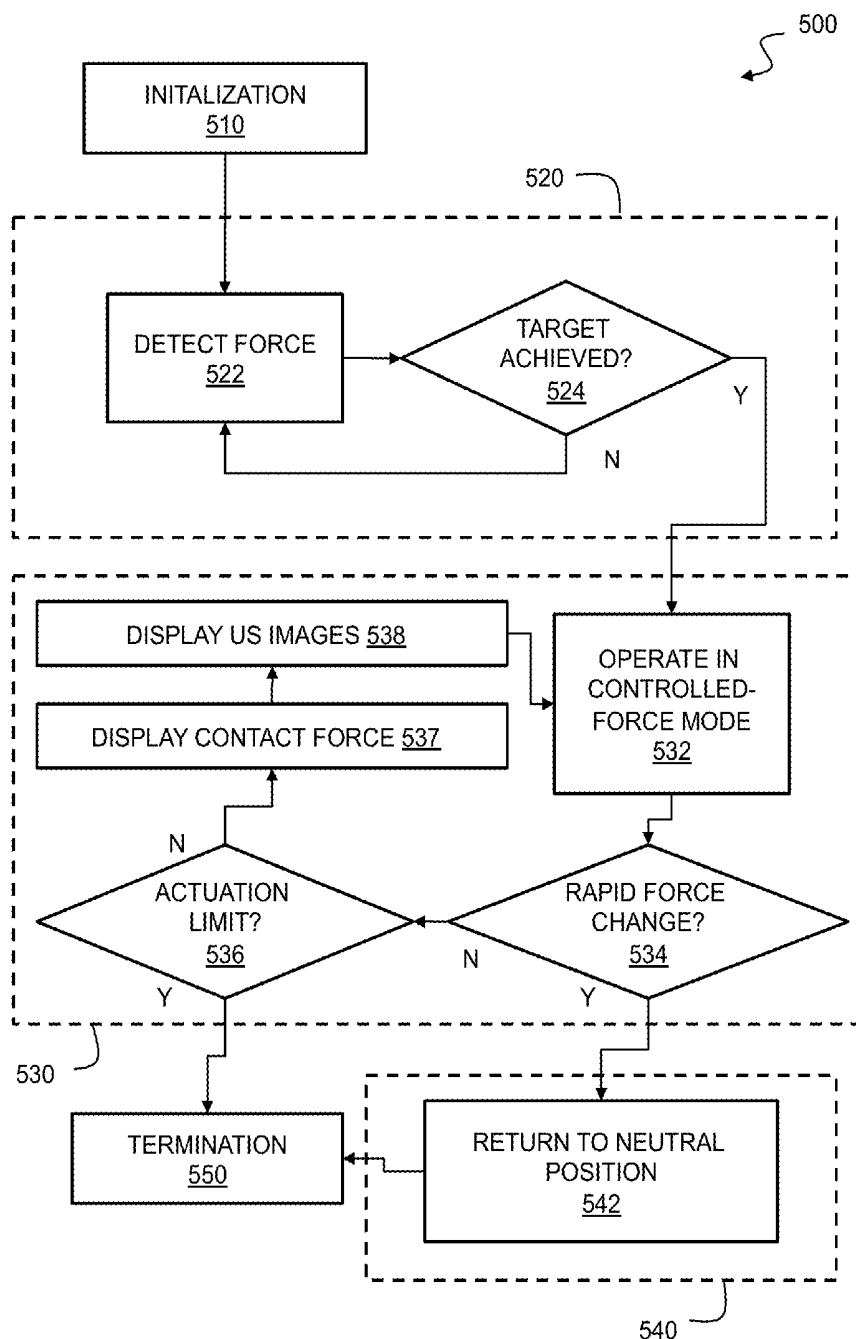 500
INITALIZATION
510
520
DETECT FORCE
522
TARGET
ACHIEVED?
524
Y
N
DISPLAY US IMAGES 538
OPERATE IN
CONTROLLED-
FORCE MODE
532
DISPLAY CONTACT FORCE 537
N
ACTUATION
LIMIT?
536
Y
RAPID FORCE
CHANGE?
534
N
Y
530
TERMINATION
550
RETURN TO NEUTRAL
POSITION
542
540